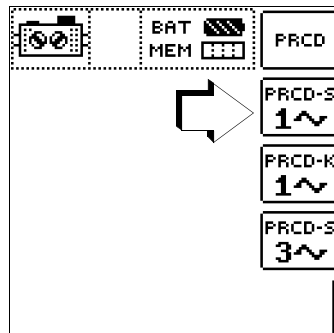 BAT
MEM
PRCD
PRCD-S
1~
PRCD-K
1~
PRCD-S
3~